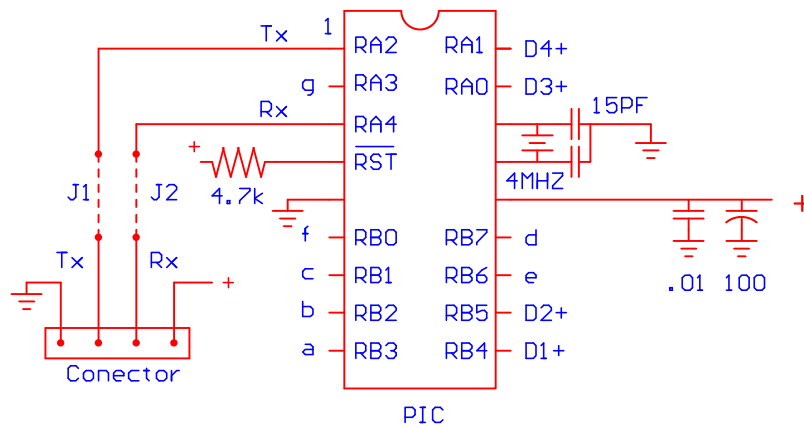 1
Tx RA2 RA1 D4+
g RA3 RA0 D3+
Rx RA4 15PF
+ RST
4.7k 4MHZ
J1 J2
+
f RB0 RB7 d
Tx Rx + c RB1 RB6 e
.01 100
b RB2 RB5 D2+
a RB3 RB4 D1+
Conector
PIC